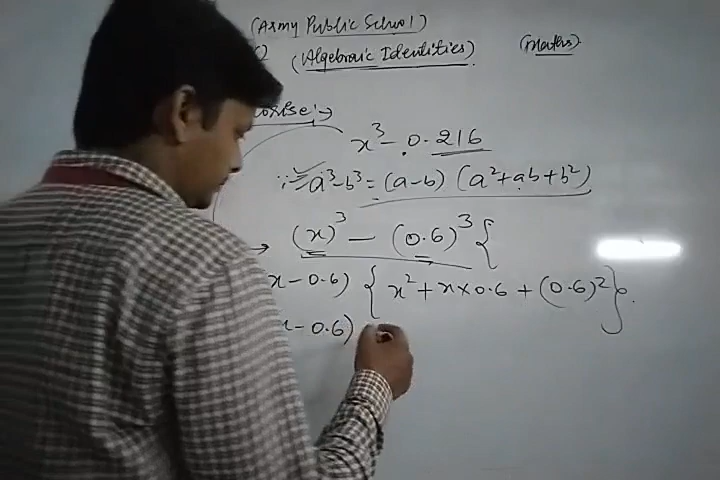 (Army Public School)
(Algebraic Identities) (Maths)
x³ - 0.216
∵ a³-b³ = (a-b) (a²+ab+b²)
→ (x)³ - (0.6)³ {
x-0.6) { x² + x×0.6 + (0.6)² }.
x-0.6)